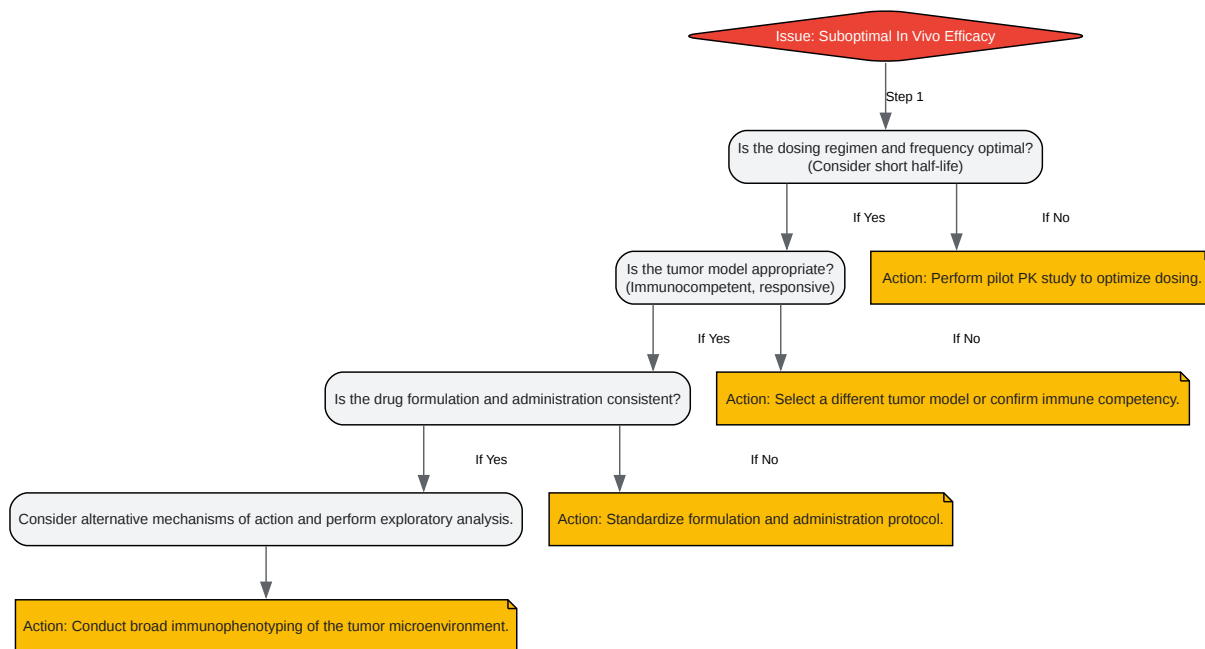 Issue: Suboptimal In Vivo Efficacy
Step 1
Is the dosing regimen and frequency optimal?
(Consider short half-life)
If Yes
If No
Is the tumor model appropriate?
(Immunocompetent, responsive)
Action: Perform pilot PK study to optimize dosing.
If Yes
If No
Is the drug formulation and administration consistent?
Action: Select a different tumor model or confirm immune competency.
If Yes
If No
Consider alternative mechanisms of action and perform exploratory analysis.
Action: Standardize formulation and administration protocol.
Action: Conduct broad immunophenotyping of the tumor microenvironment.